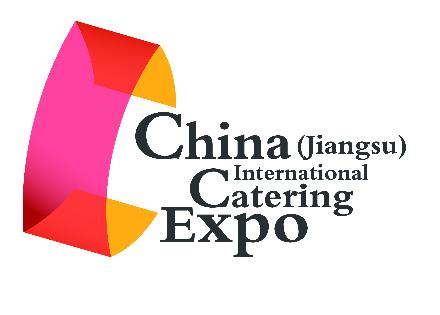 China (Jiangsu)
International
Catering
Expo